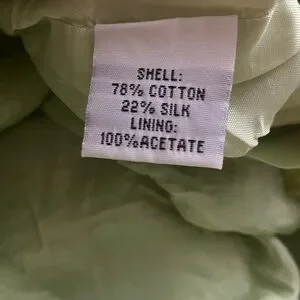 SHELL:
78% COTTON
22% SILK
LINING:
100% ACETATE